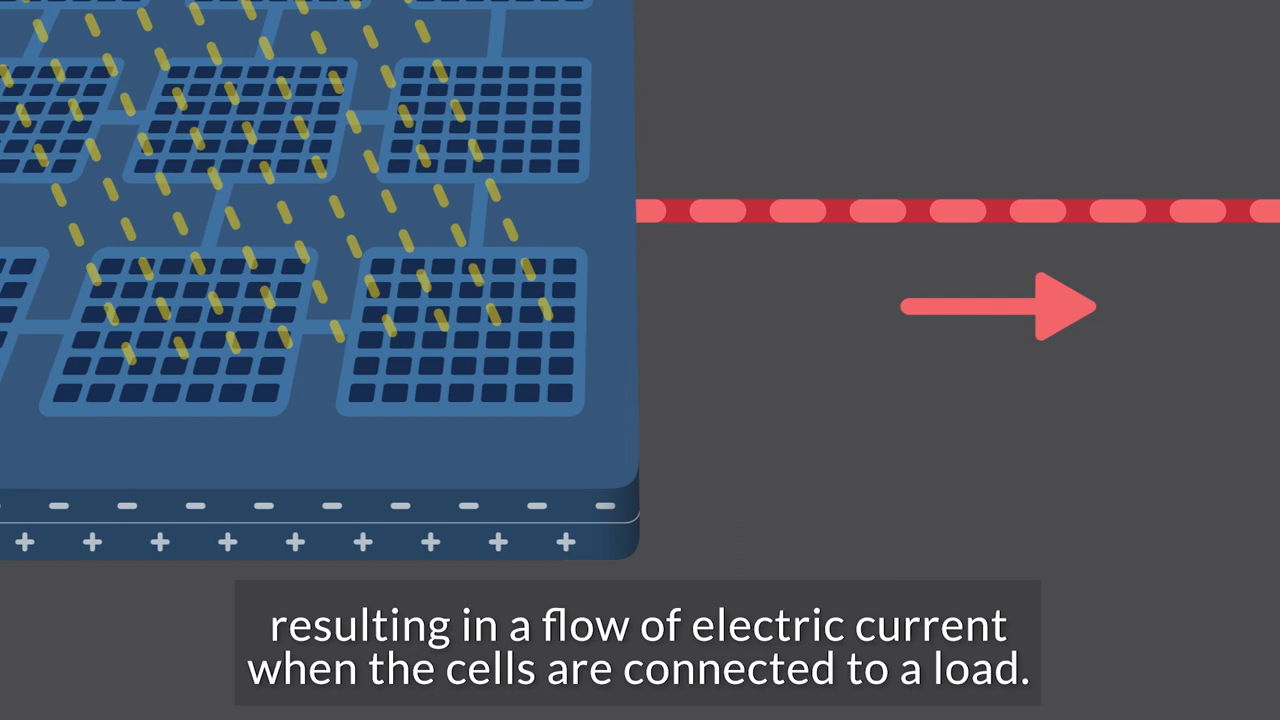 - - - - - - - - -
+ + + + + + + + +
resulting in a flow of electric current
when the cells are connected to a load.